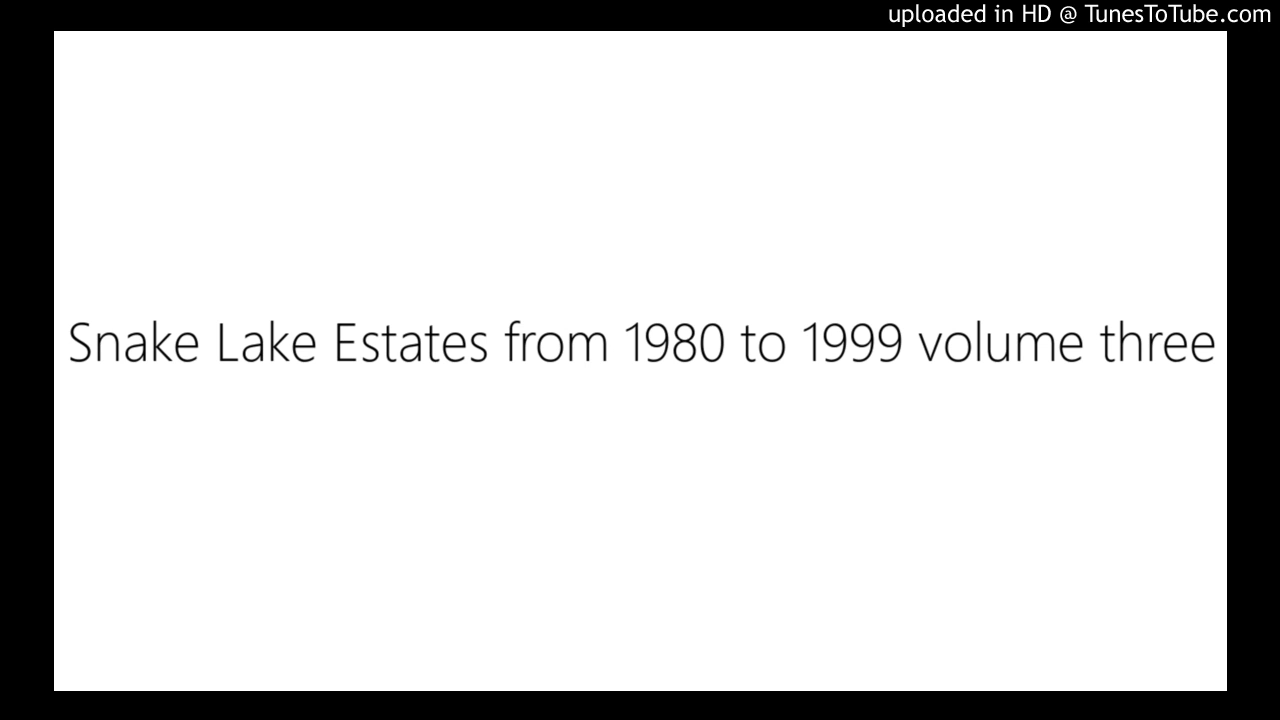 uploaded in HD @ TunesToTube.com
Snake Lake Estates from 1980 to 1999 volume three